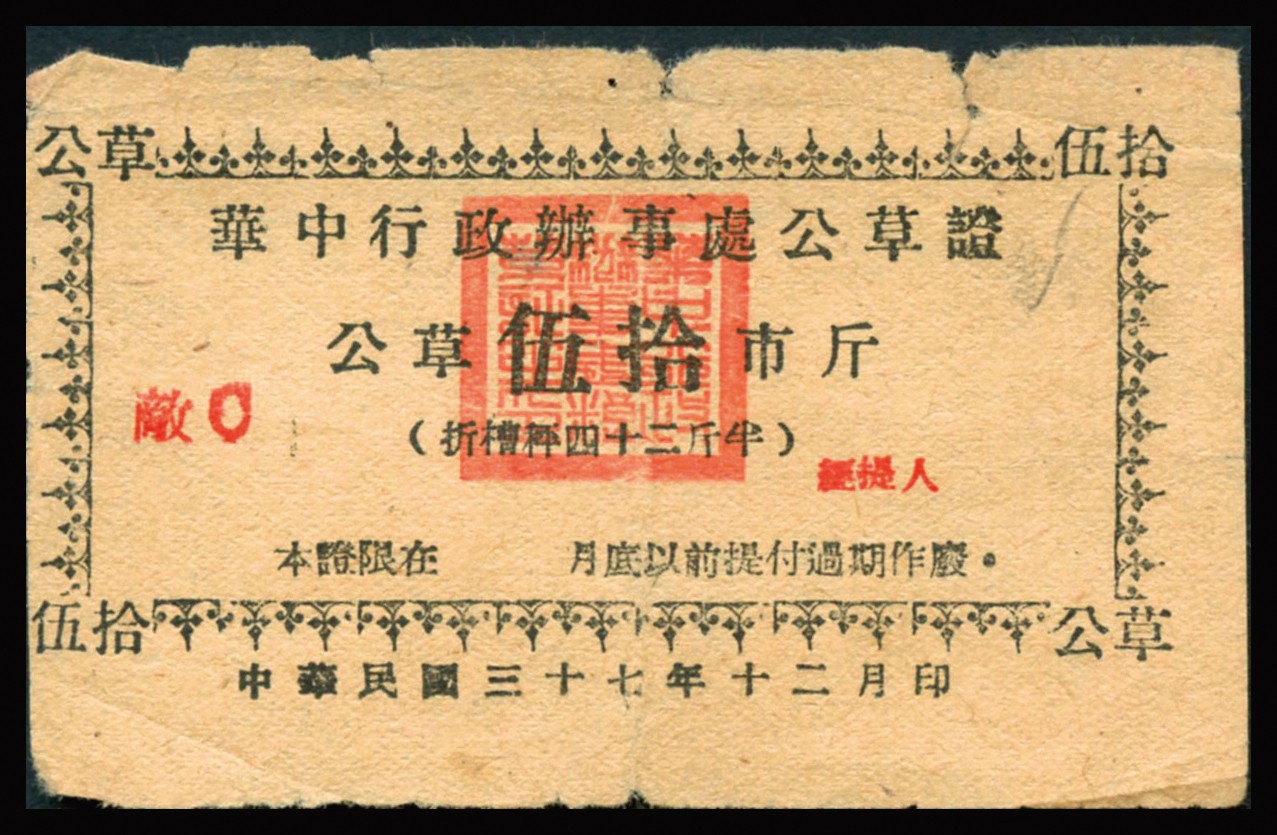 公草 伍拾
華中行政辦事處公草證
公草伍拾市斤
敵0
(折槽秤四十二斤半)
經提人
本證限在 月底以前提付過期作廢。
伍拾 公草
中華民國三十七年十二月印